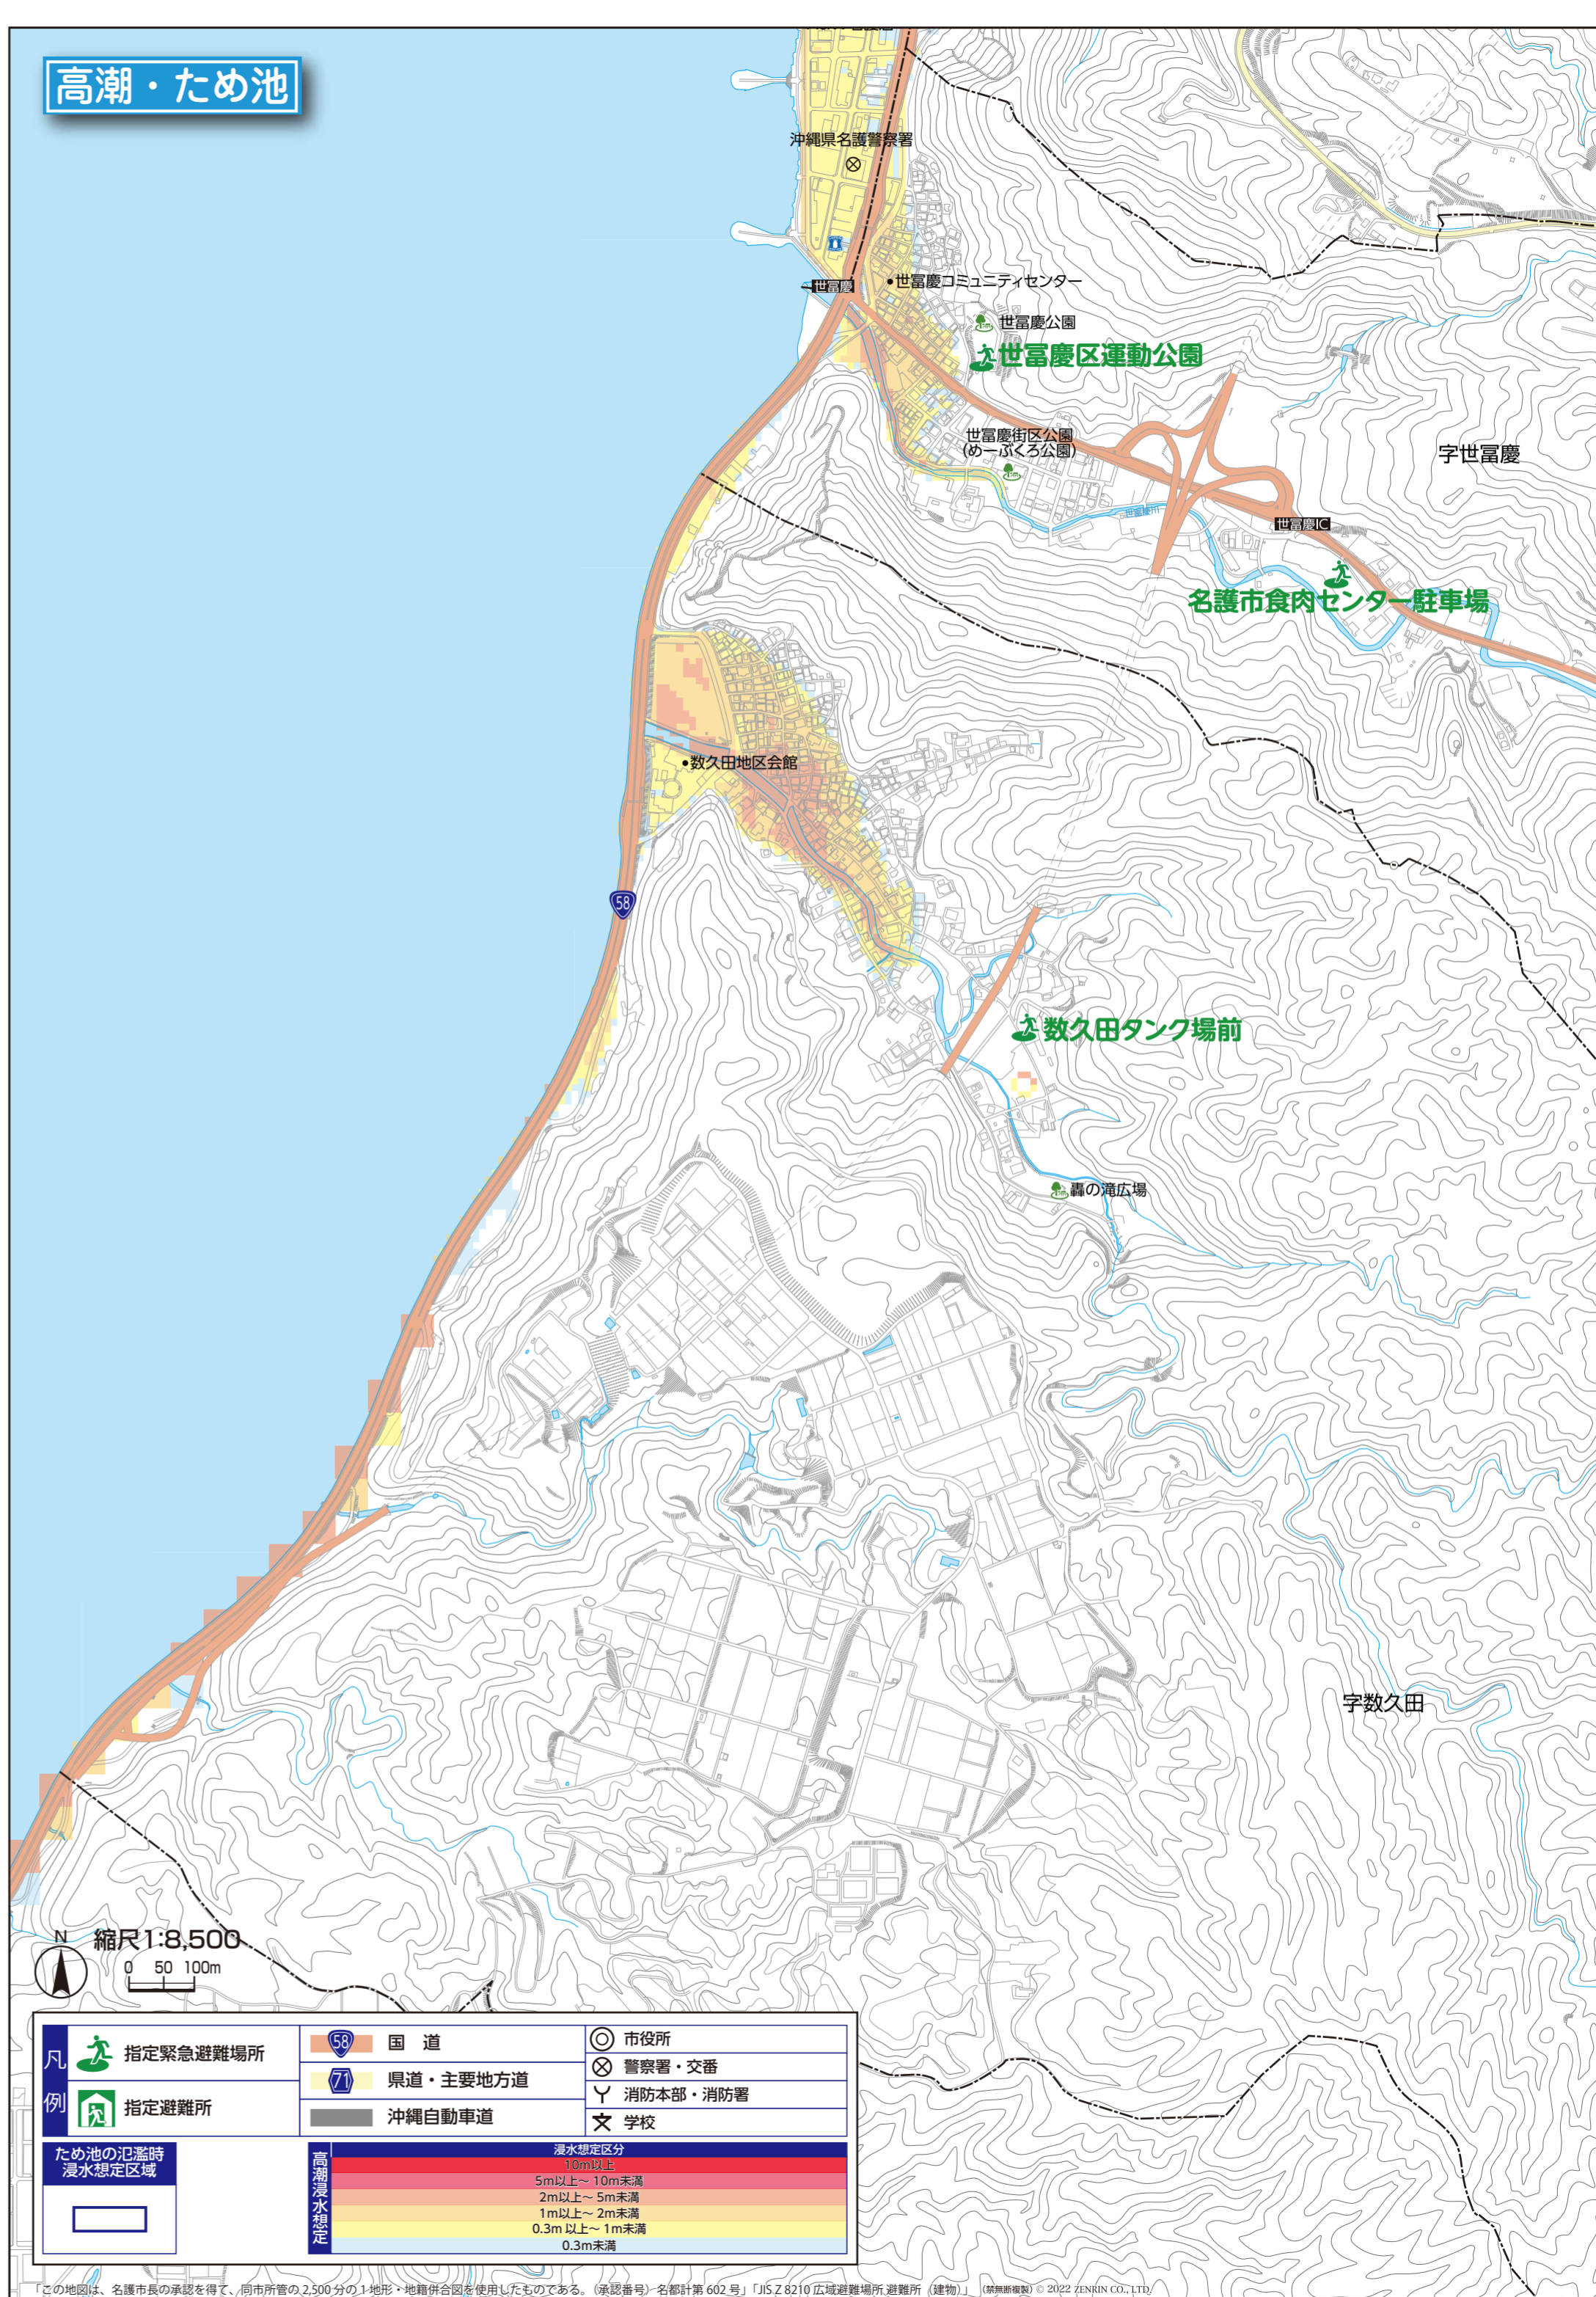 高潮・ため池
沖縄県名護警察署
世冨慶
世冨慶コミュニティセンター
世冨慶公園
世冨慶区運動公園
世冨慶街区公園
(めーぶくろ公園)
字世冨慶
世冨慶川
世冨慶IC
名護市食肉センター駐車場
数久田地区会館
58
数久田タンク場前
轟の滝広場
字数久田
N
縮尺1:8,500
0 50 100m
凡例
指定緊急避難場所
指定避難所
58
国 道
71
県道・主要地方道
沖縄自動車道
市役所
警察署・交番
消防本部・消防署
文
学校
ため池の氾濫時
浸水想定区域
高潮浸水想定
浸水想定区分
10m以上
5m以上～10m未満
2m以上～5m未満
1m以上～2m未満
0.3m以上～1m未満
0.3m未満
「この地図は、名護市長の承認を得て、同市所管の2,500分の1地形・地籍併合図を使用したものである。（承認番号）名都計第602号」「JIS Z 8210 広域避難場所 避難所（建物）」 (禁無断複製) © 2022 ZENRIN CO., LTD.